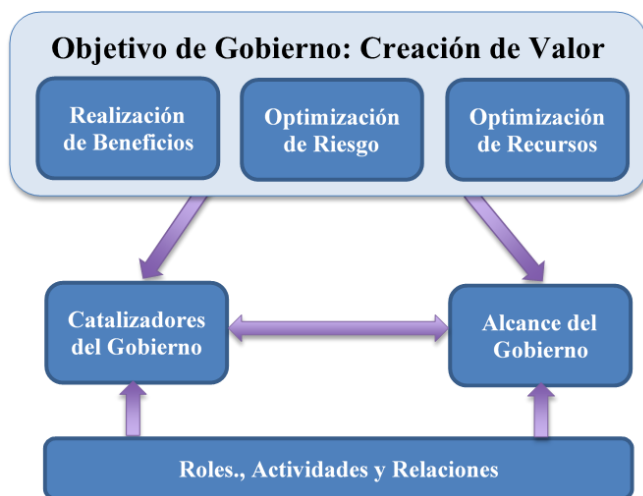 Objetivo de Gobierno: Creación de Valor
Realización
de Beneficios
Optimización
de Riesgo
Optimización
de Recursos
Catalizadores
del Gobierno
Alcance del
Gobierno
Roles., Actividades y Relaciones